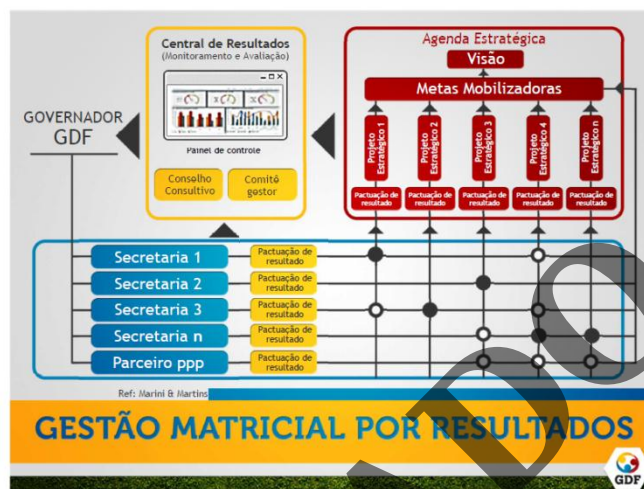 Central de Resultados
(Monitoramento e Avaliação)
Painel de controle
Conselho
Consultivo
Comitê
gestor
GOVERNADOR
GDF
Agenda Estratégica
Visão
Metas Mobilizadoras
Projeto
Estratégico 1
Projeto
Estratégico 2
Projeto
Estratégico 3
Projeto
Estratégico 4
Projeto
Estratégico n
Pactuação de
resultado
Pactuação de
resultado
Pactuação de
resultado
Pactuação de
resultado
Pactuação de
resultado
Secretaria 1
Pactuação de
resultado
Secretaria 2
Pactuação de
resultado
Secretaria 3
Pactuação de
resultado
Secretaria n
Pactuação de
resultado
Parceiro ppp
Pactuação de
resultado
Ref: Marini & Martins
GESTÃO MATRICIAL POR RESULTADOS
GDF